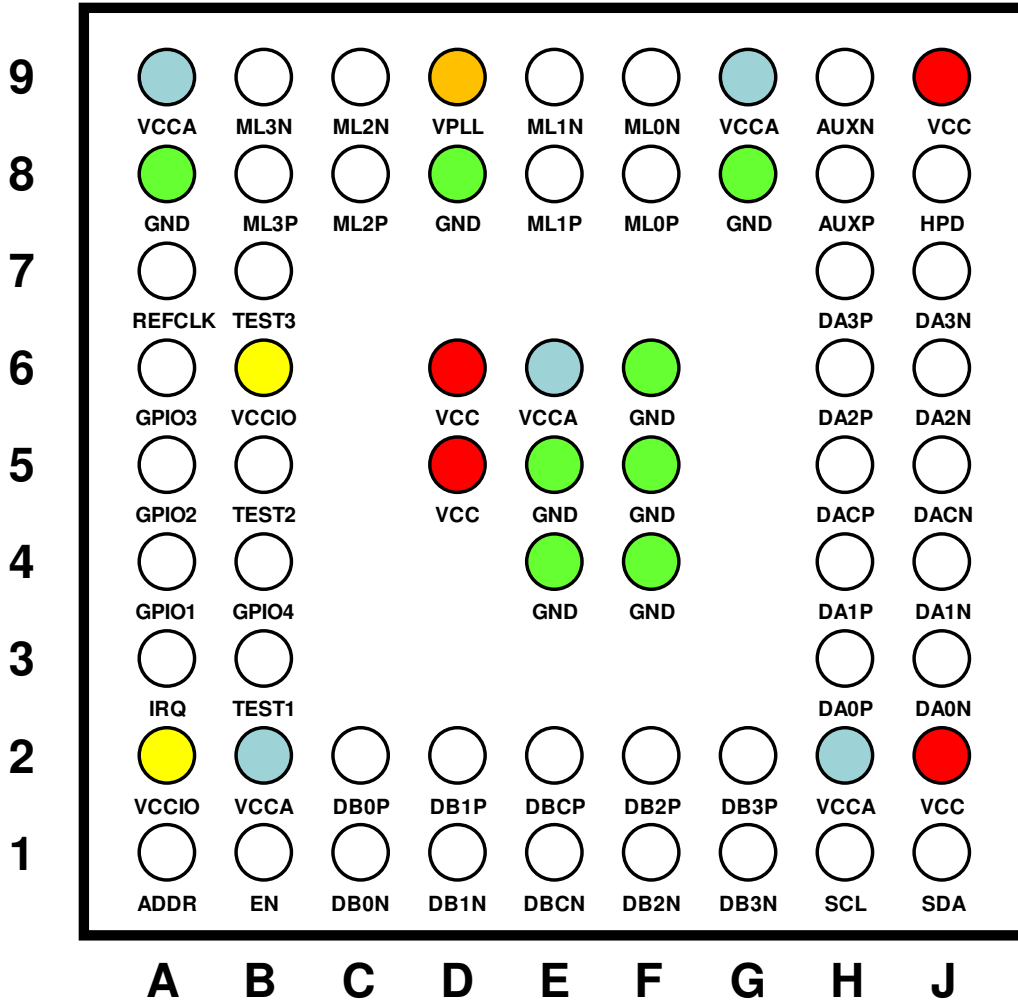 9
VCCA ML3N ML2N VPLL ML1N ML0N VCCA AUXN VCC
8
GND ML3P ML2P GND ML1P ML0P GND AUXP HPD
7
REFCLK TEST3 DA3P DA3N
6
GPIO3 VCCIO VCC VCCA GND DA2P DA2N
5
GPIO2 TEST2 VCC GND GND DACP DACN
4
GPIO1 GPIO4 GND GND DA1P DA1N
3
IRQ TEST1 DA0P DA0N
2
VCCIO VCCA DB0P DB1P DBCP DB2P DB3P VCCA VCC
1
ADDR EN DB0N DB1N DBCN DB2N DB3N SCL SDA
A B C D E F G H J